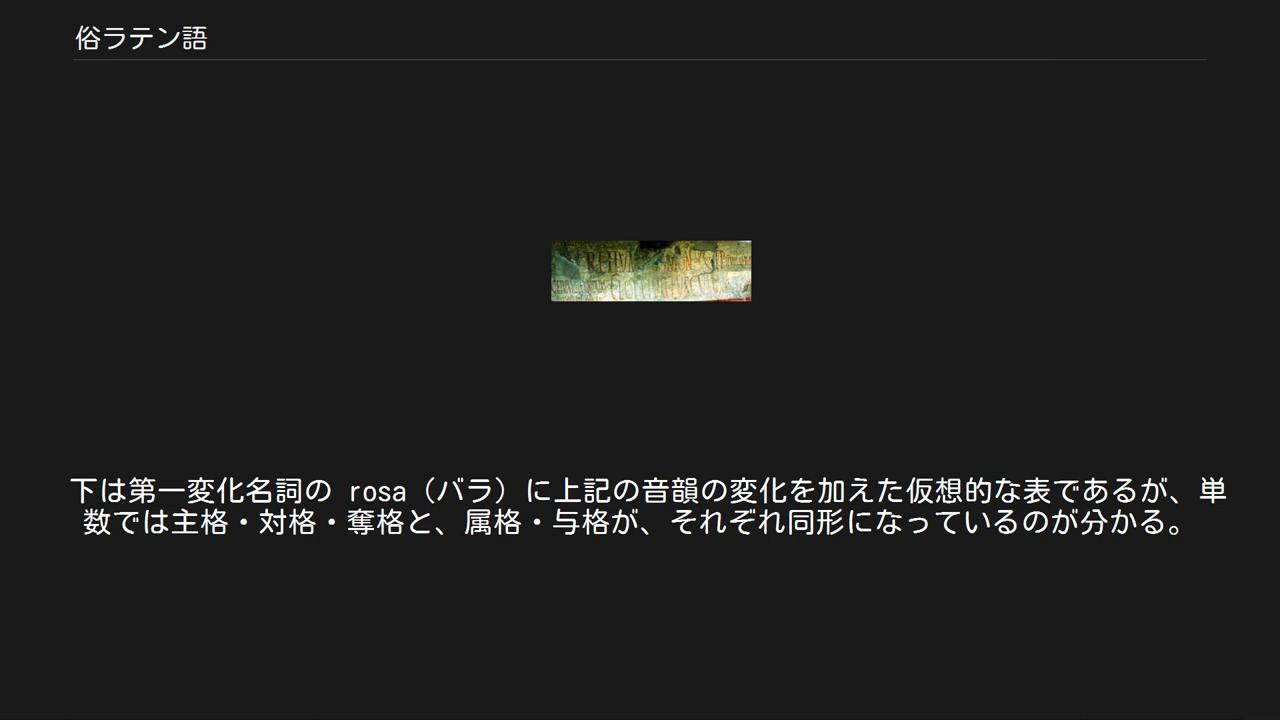 俗ラテン語
下は第一変化名詞の rosa（バラ）に上記の音韻の変化を加えた仮想的な表であるが、単
数では主格・対格・奪格と、属格・与格が、それぞれ同形になっているのが分かる。